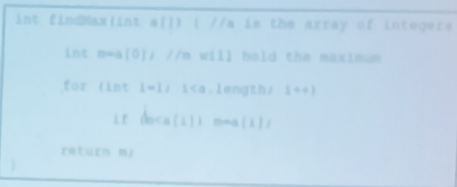 int findMax(int a[]) { //a is the array of integers
int m=a[0]; //m will hold the maximum
for (int i=1; i<a.length; i++)
if (m<a[i]) m=a[i];
return m;
}